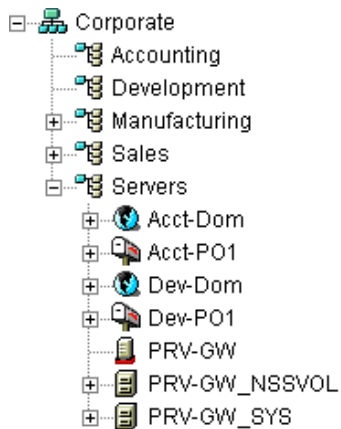 Corporate
Accounting
Development
Manufacturing
Sales
Servers
Acct-Dom
Acct-PO1
Dev-Dom
Dev-PO1
PRV-GW
PRV-GW_NSSVOL
PRV-GW_SYS